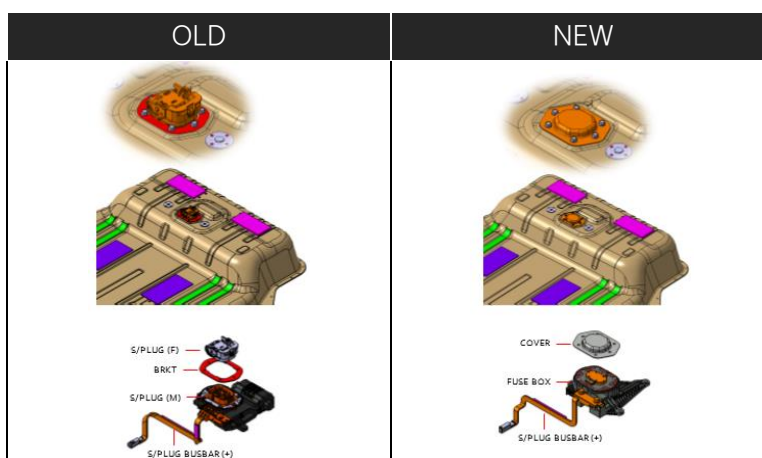 OLD
NEW
S/PLUG (F)
BRKT
S/PLUG (M)
S/PLUG BUSBAR (+)
COVER
FUSE BOX
S/PLUG BUSBAR (+)